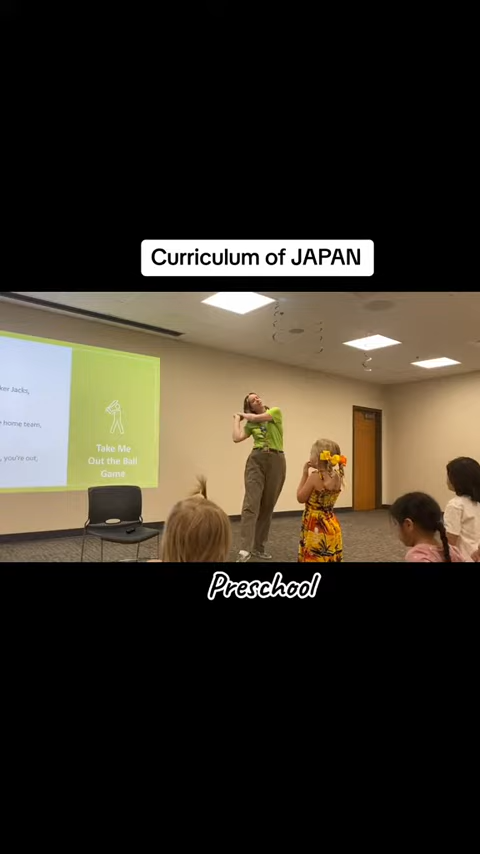 Curriculum of JAPAN
ker Jacks,
home team,
you're out,
Take Me
Out the Ball
Game
Preschool